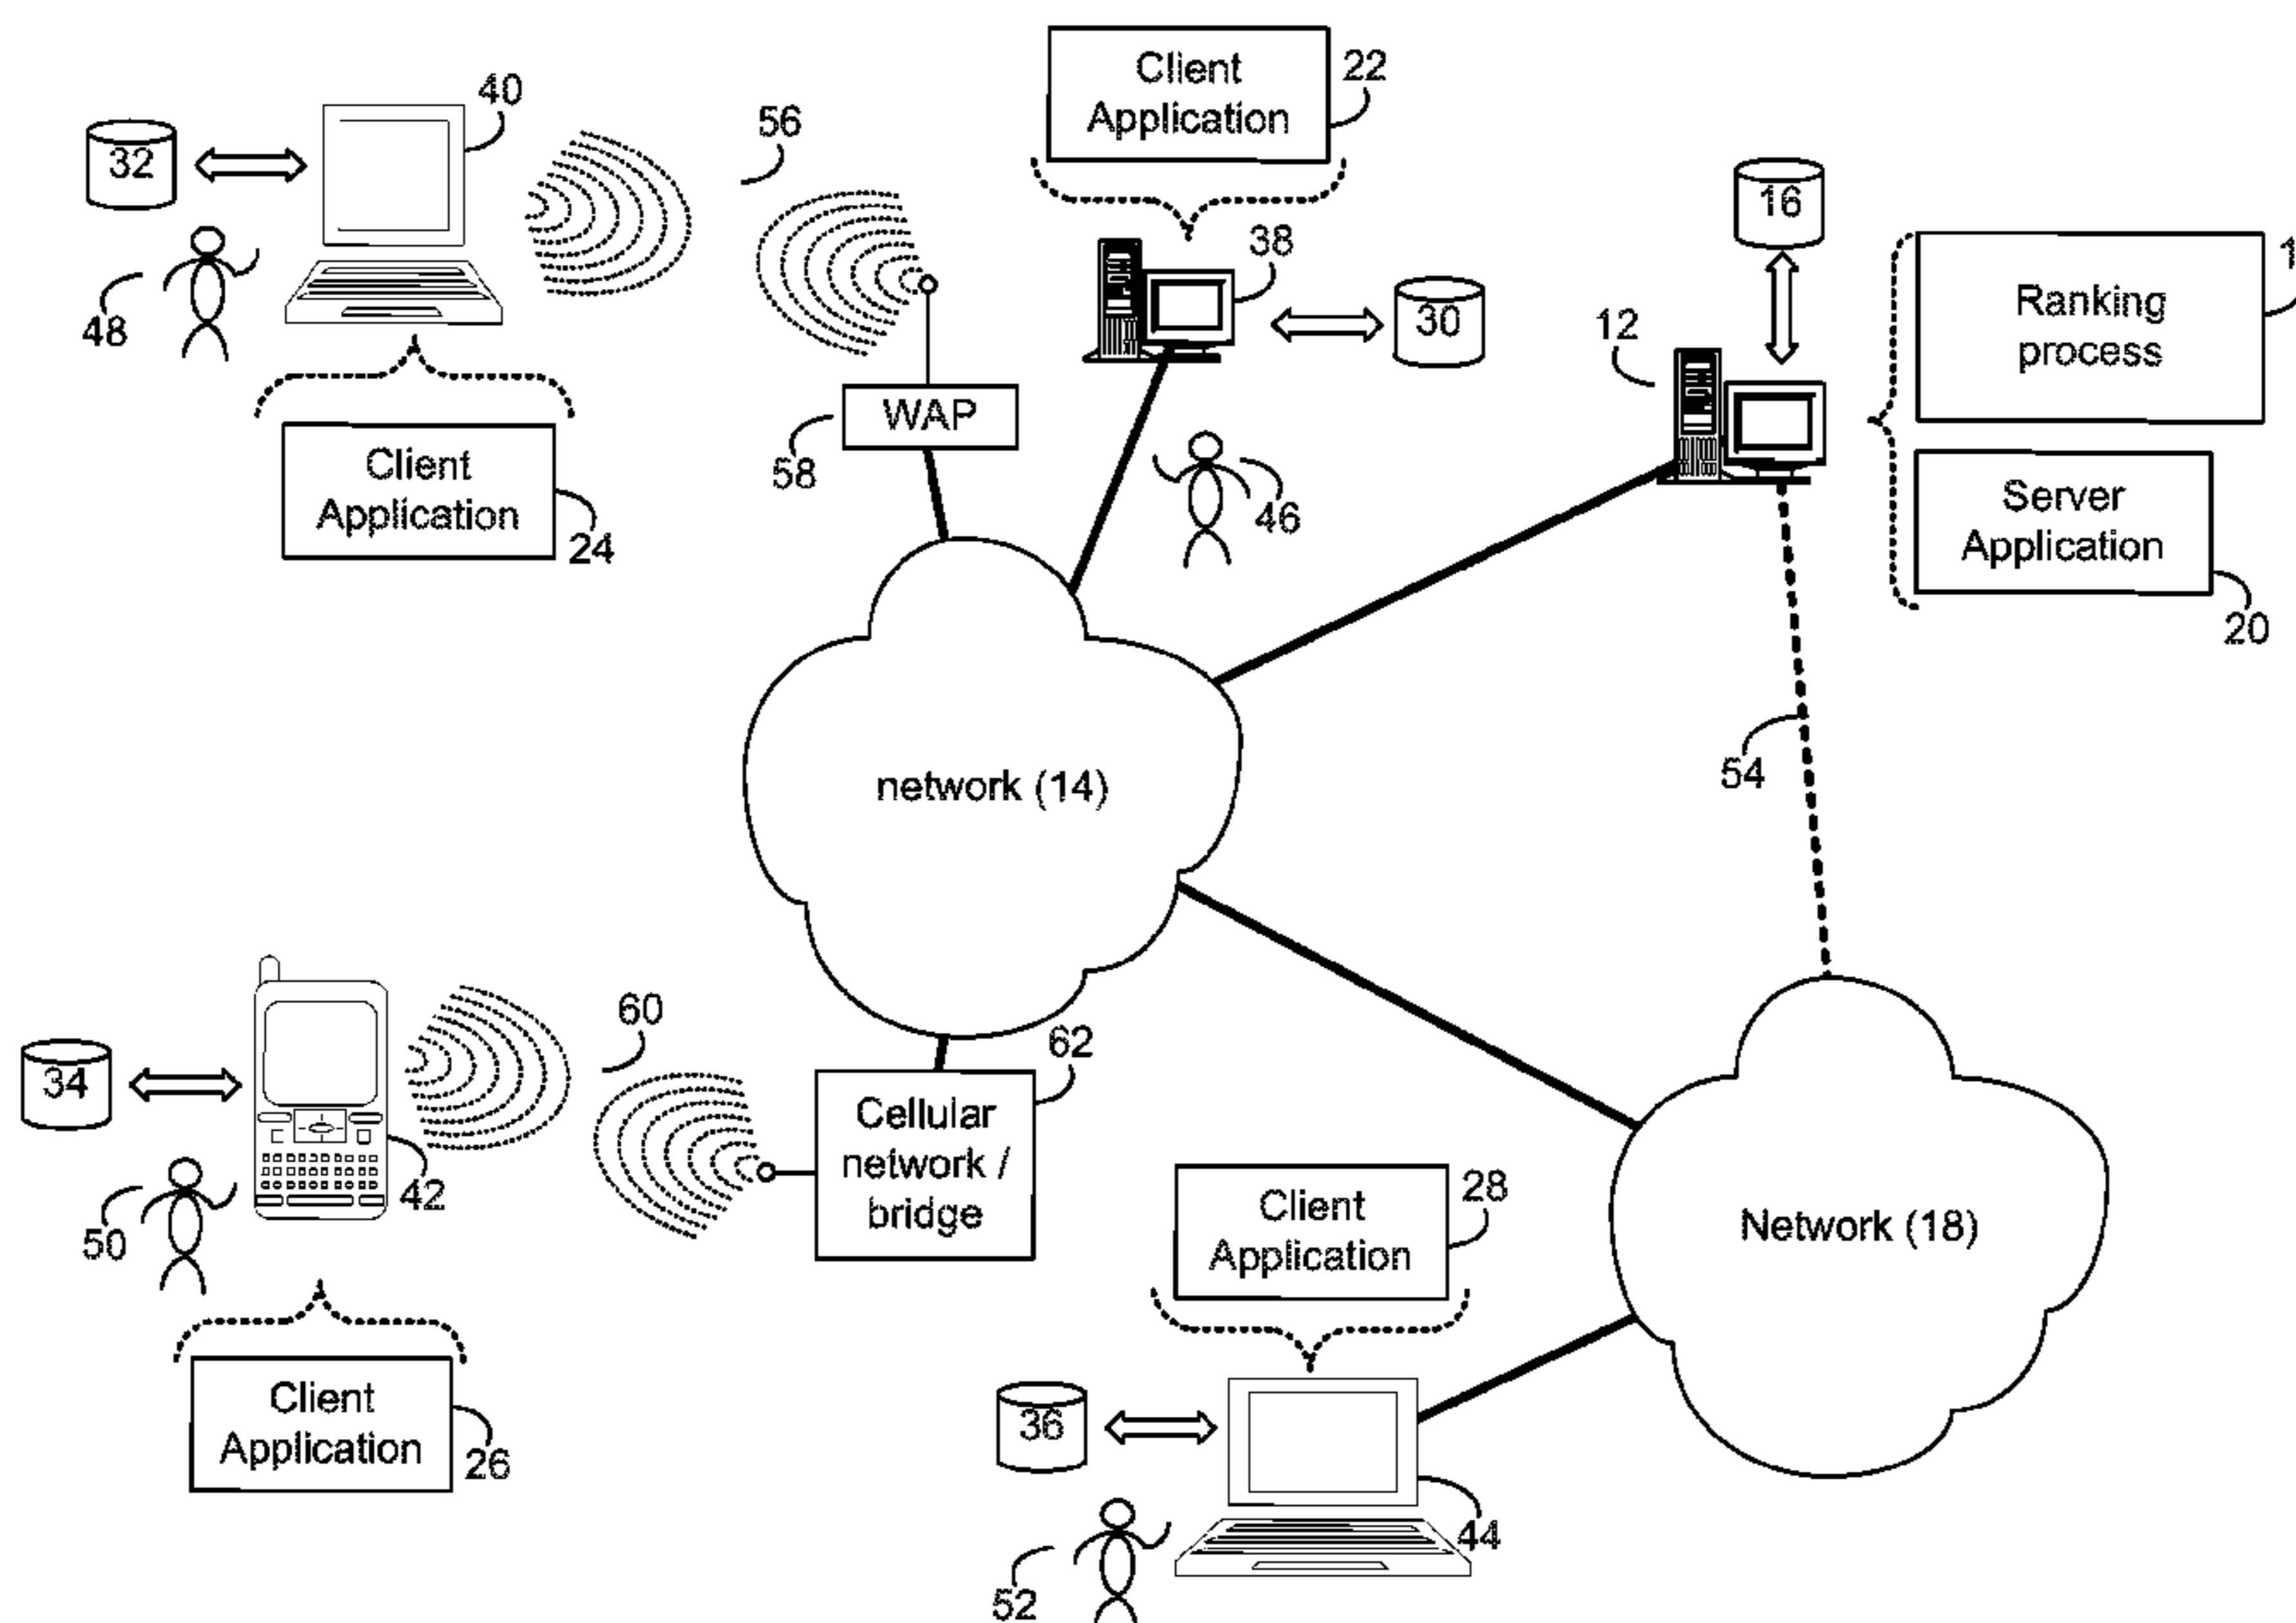 40
32
48
Client
Application
24
56
WAP
58
Client
Application
22
38
30
46
16
12
Ranking
process
Server
Application
20
54
network (14)
34
42
50
Client
Application
26
60
62
Cellular
network /
bridge
Client
Application
28
36
44
52
Network (18)